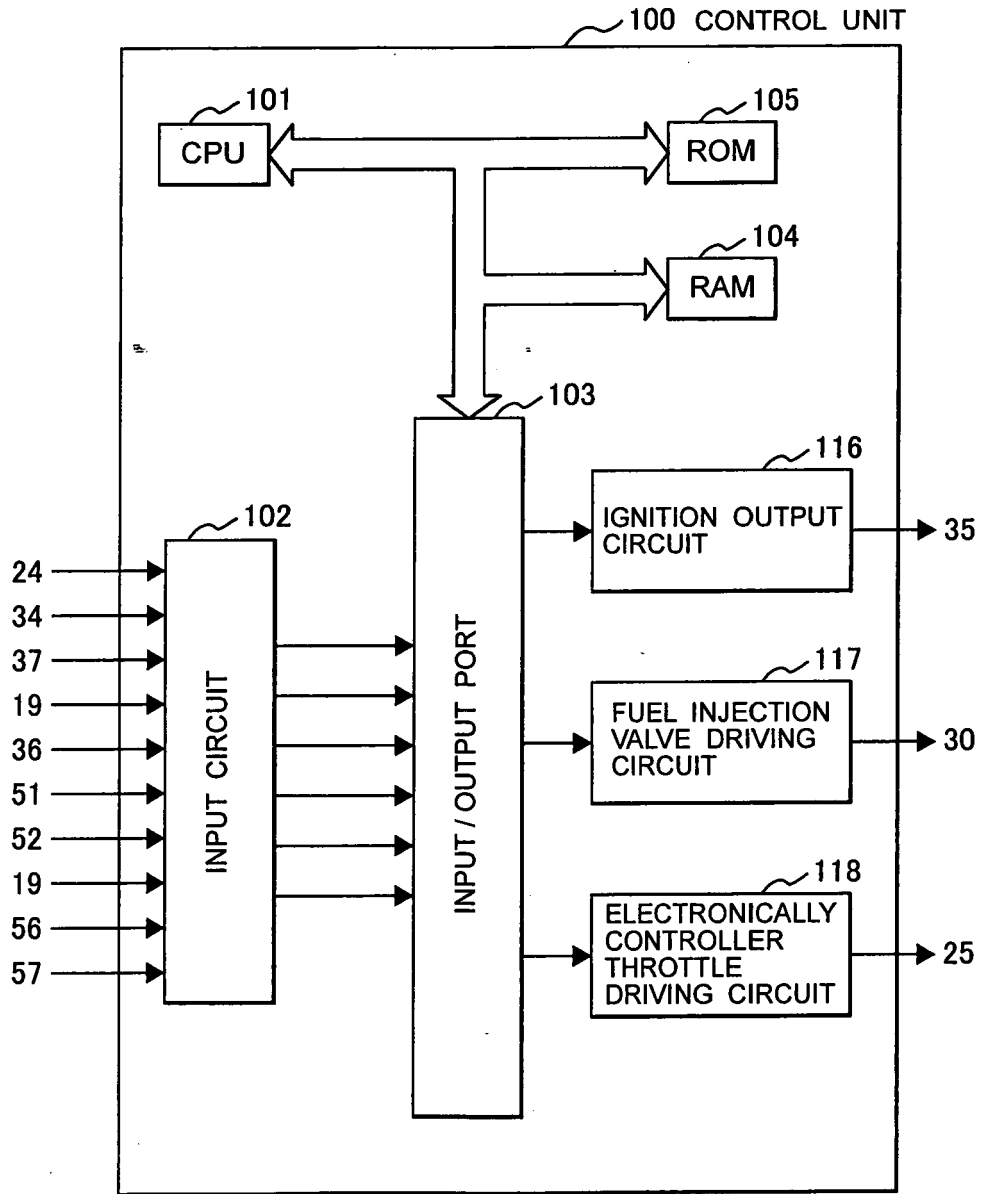 100 CONTROL UNIT
101
CPU
105
ROM
104
RAM
103
INPUT / OUTPUT PORT
102
INPUT CIRCUIT
24
34
37
19
36
51
52
19
56
57
116
IGNITION OUTPUT
CIRCUIT
35
117
FUEL INJECTION
VALVE DRIVING
CIRCUIT
30
118
ELECTRONICALLY
CONTROLLER
THROTTLE
DRIVING CIRCUIT
25